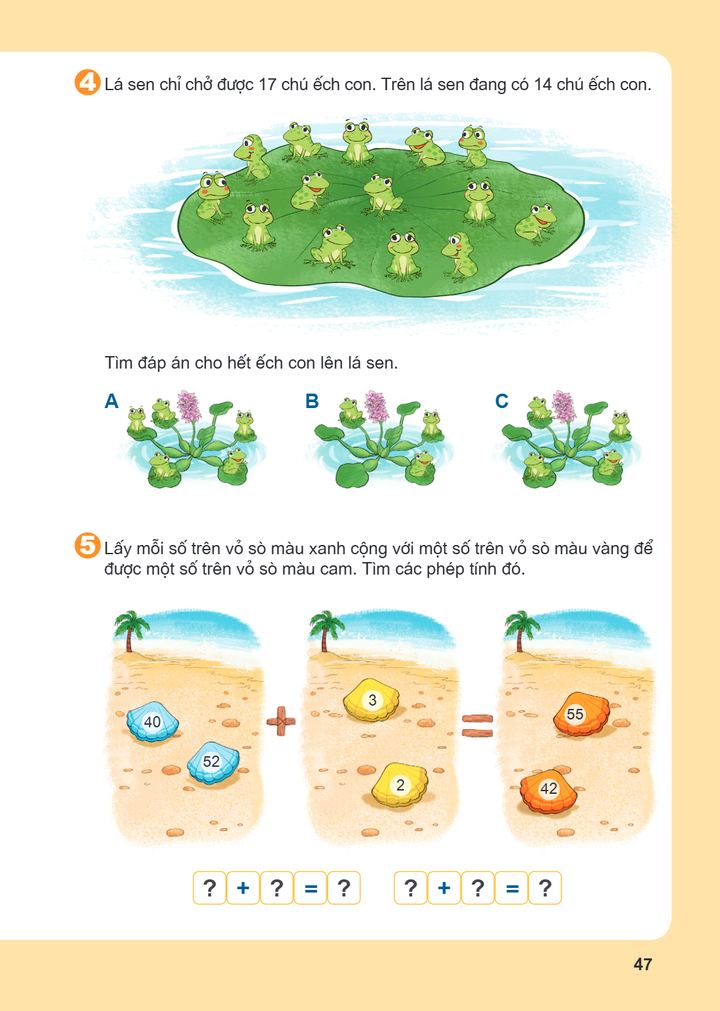 4 Lá sen chỉ chở được 17 chú ếch con. Trên lá sen đang có 14 chú ếch con.
Tìm đáp án cho hết ếch con lên lá sen.
A B C
5 Lấy mỗi số trên vỏ sò màu xanh cộng với một số trên vỏ sò màu vàng để
được một số trên vỏ sò màu cam. Tìm các phép tính đó.
40 52 + 3 2 = 55 42
? + ? = ? ? + ? = ?
47